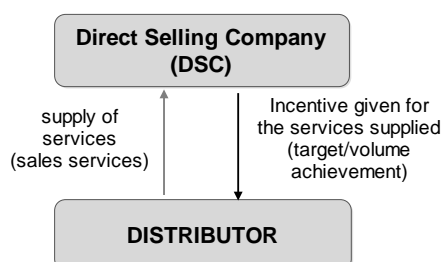 Direct Selling Company
(DSC)
supply of
services
(sales services)
Incentive given for
the services supplied
(target/volume
achievement)
DISTRIBUTOR